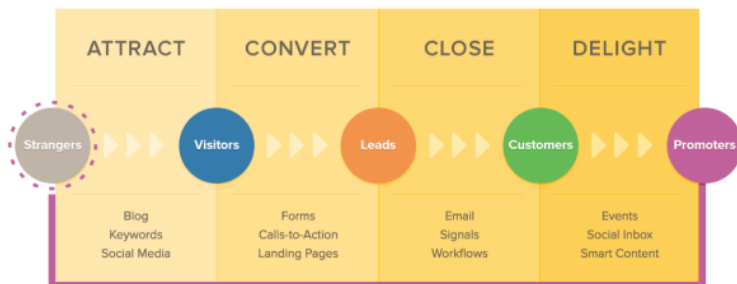 ATTRACT
CONVERT
CLOSE
DELIGHT
Strangers
Visitors
Leads
Customers
Promoters
Blog
Keywords
Social Media
Forms
Calls-to-Action
Landing Pages
Email
Signals
Workflows
Events
Social Inbox
Smart Content